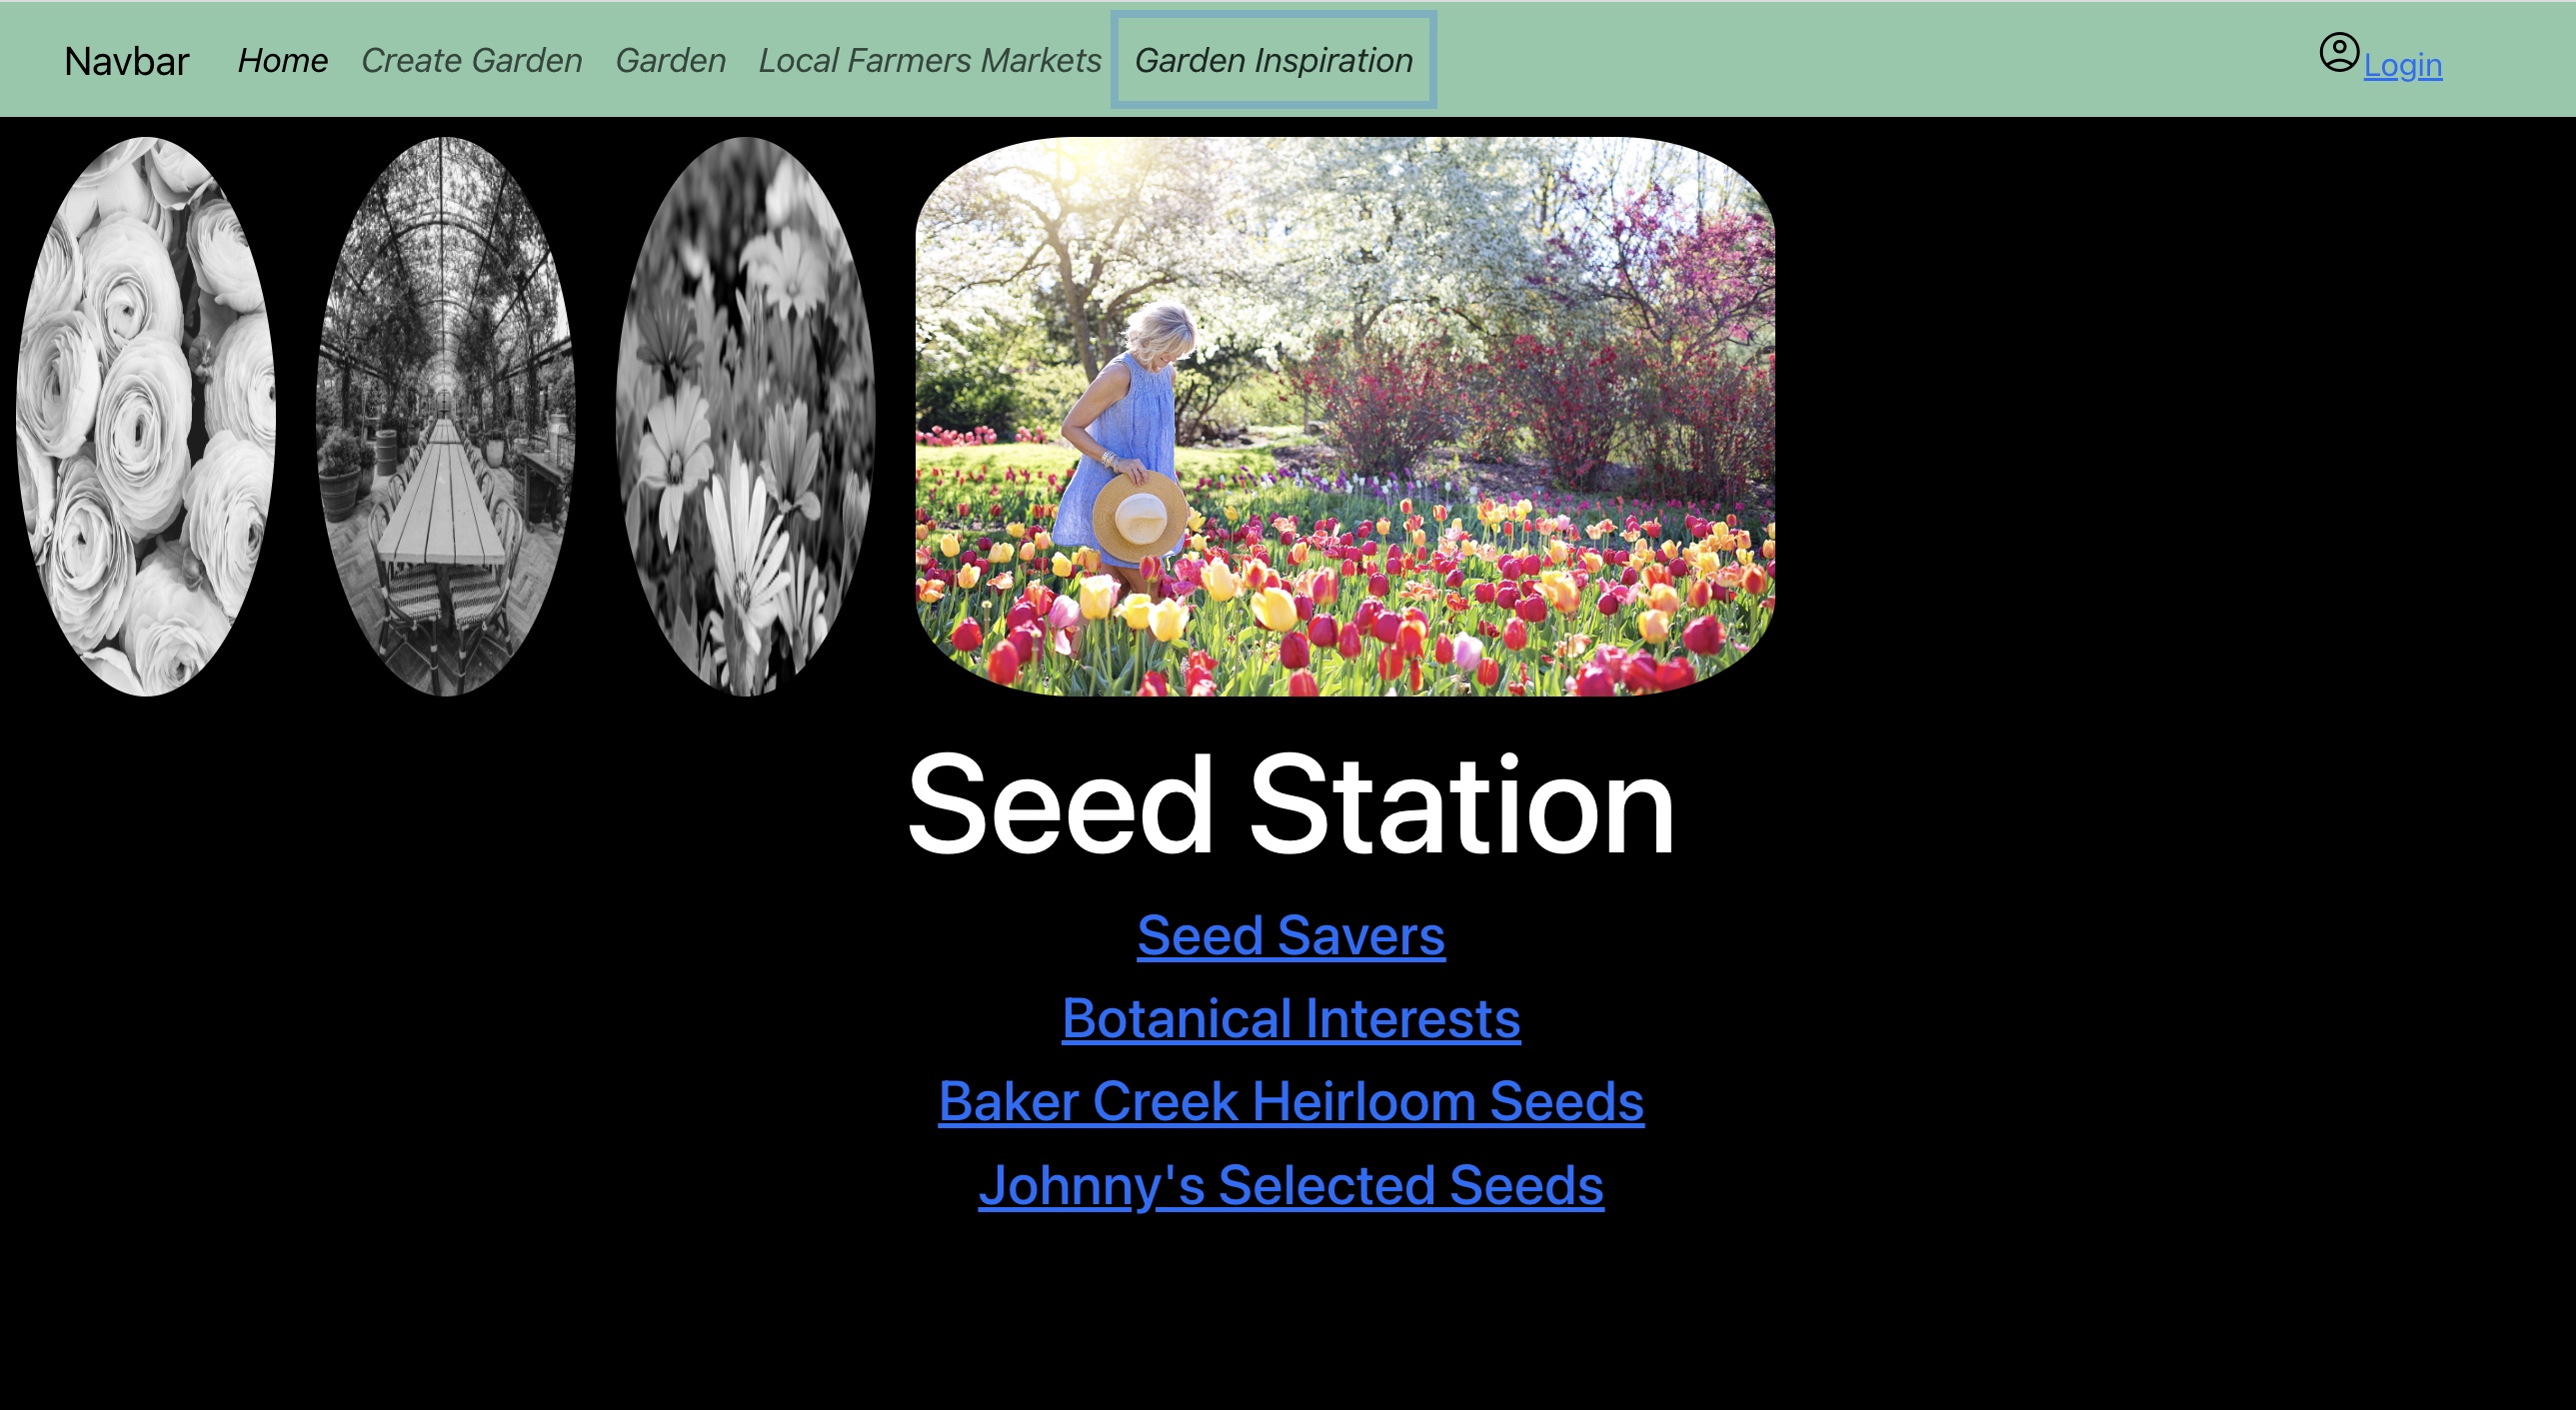 Navbar Home Create Garden Garden Local Farmers Markets Garden Inspiration Login
Seed Station
Seed Savers
Botanical Interests
Baker Creek Heirloom Seeds
Johnny's Selected Seeds